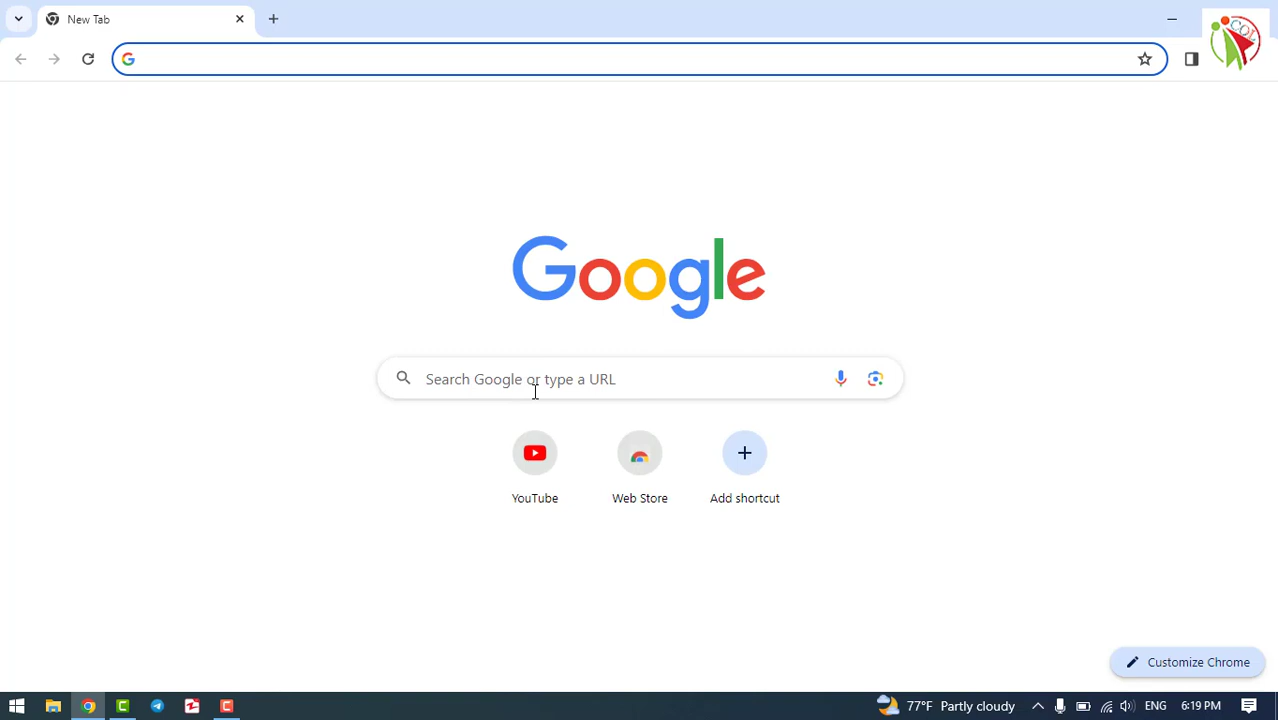 New Tab
Google
Search Google or type a URL
YouTube
Web Store
Add shortcut
Customize Chrome
77°F Partly cloudy
ENG
6:19 PM